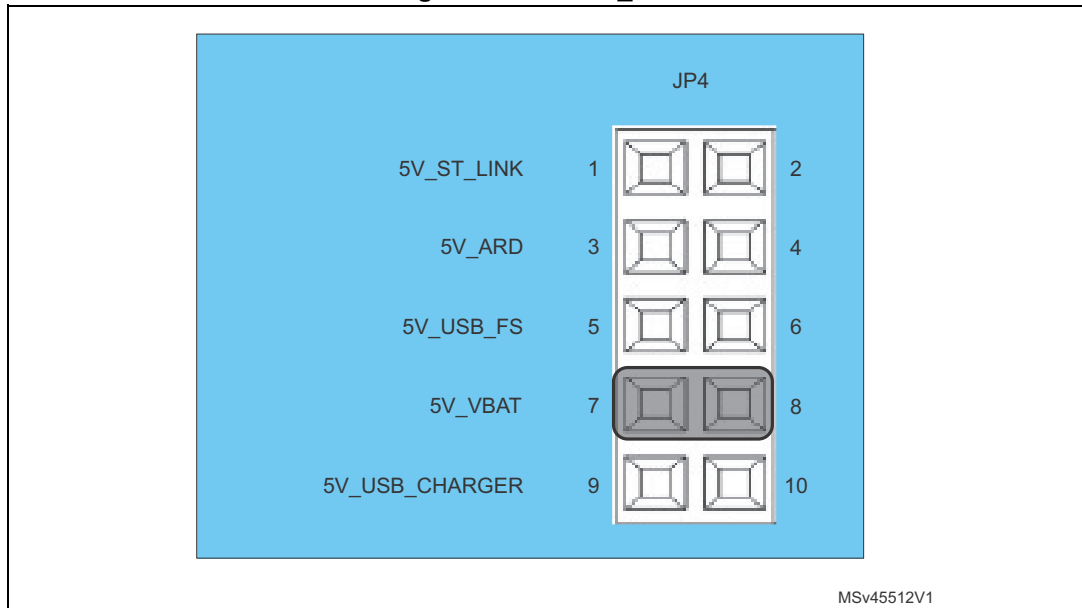 JP4
5V_ST_LINK 1 2
5V_ARD 3 4
5V_USB_FS 5 6
5V_VBAT 7 8
5V_USB_CHARGER 9 10
MSv45512V1